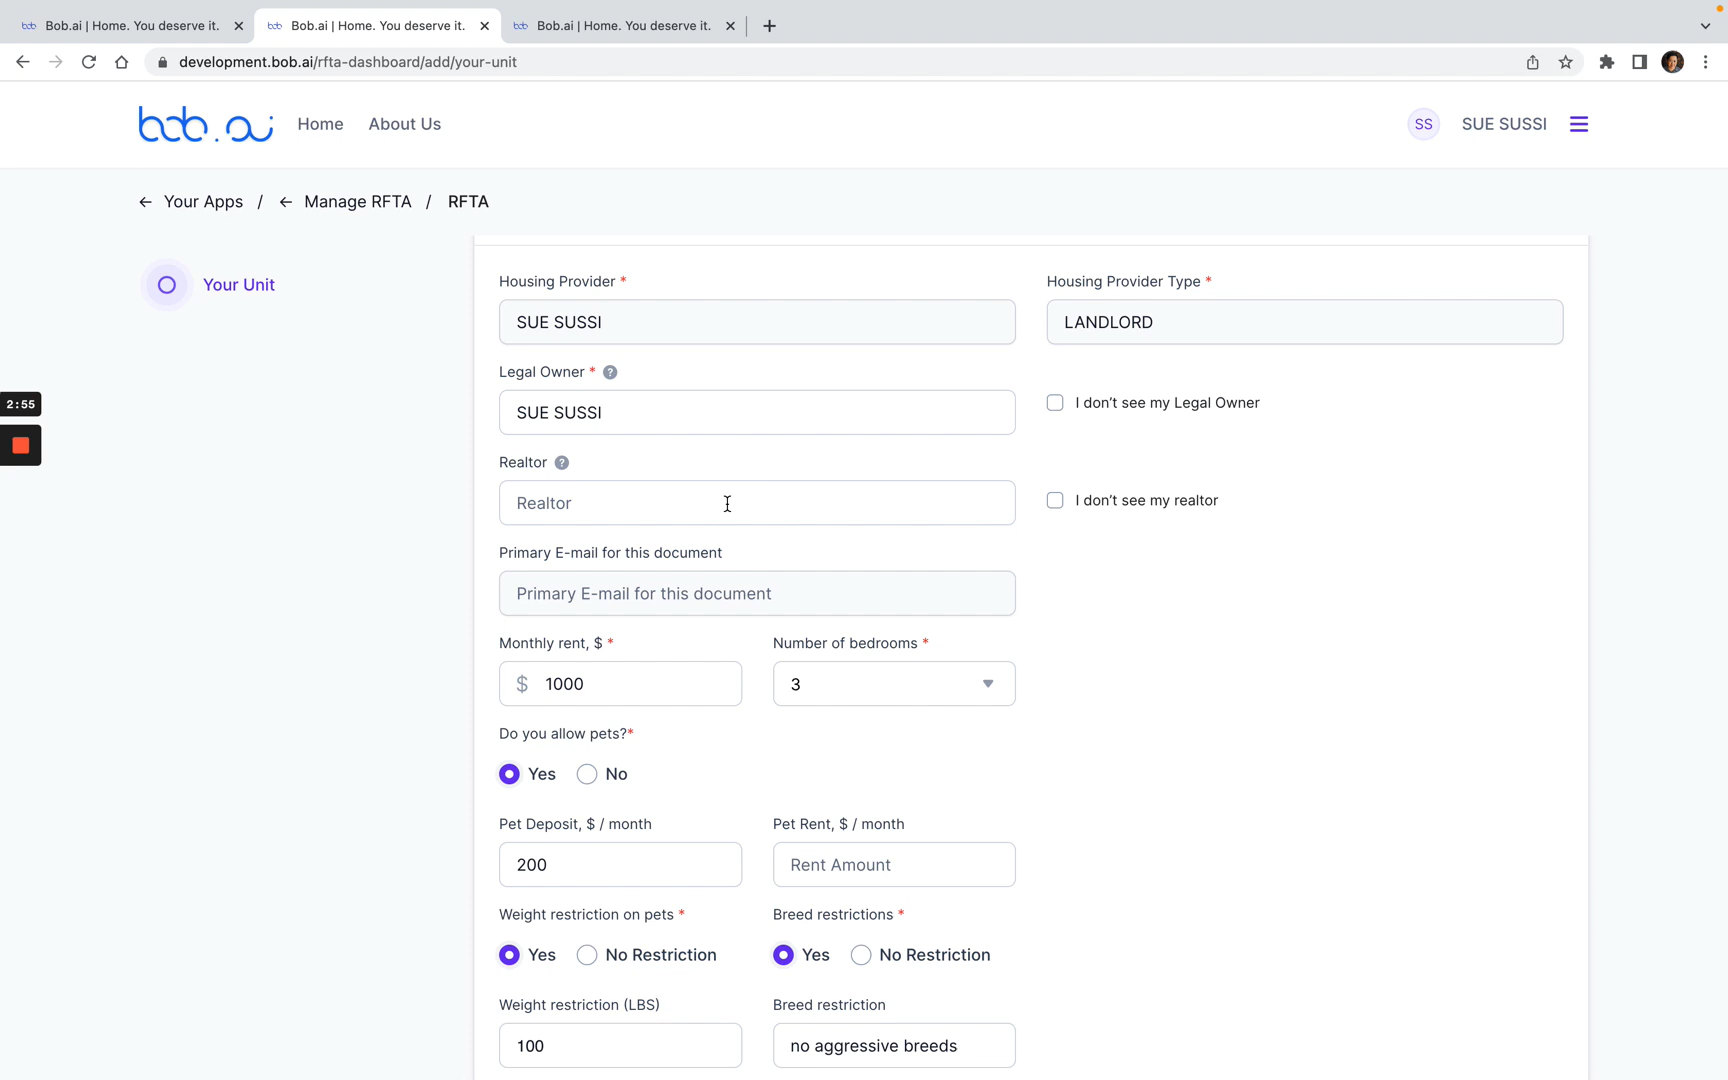 Bob.ai | Home. You deserve it. Bob.ai | Home. You deserve it. Bob.ai | Home. You deserve it.
development.bob.ai/rfta-dashboard/add/your-unit
bob.ai Home About Us SS SUE SUSSI
Your Apps / Manage RFTA / RFTA
Your Unit
Housing Provider * Housing Provider Type *
SUE SUSSI LANDLORD
Legal Owner * ?
2:55
SUE SUSSI I don't see my Legal Owner
Realtor ?
Realtor I don't see my realtor
Primary E-mail for this document
Primary E-mail for this document
Monthly rent, $ * Number of bedrooms *
$ 1000 3
Do you allow pets?*
Yes No
Pet Deposit, $ / month Pet Rent, $ / month
200 Rent Amount
Weight restriction on pets * Breed restrictions *
Yes No Restriction Yes No Restriction
Weight restriction (LBS) Breed restriction
100 no aggressive breeds